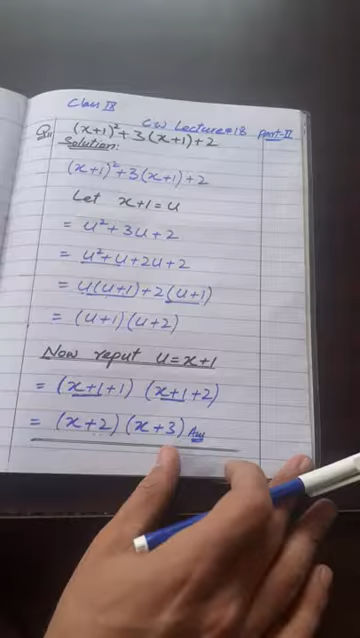 Class IX
CW Lecture#18 Part-II
Q. (x+1)²+3(x+1)+2
Solution:
(x+1)²+3(x+1)+2
Let x+1=u
= u²+3u+2
= u²+u+2u+2
= u(u+1)+2(u+1)
= (u+1)(u+2)
Now reput u=x+1
= (x+1+1) (x+1+2)
= (x+2)(x+3) Ans